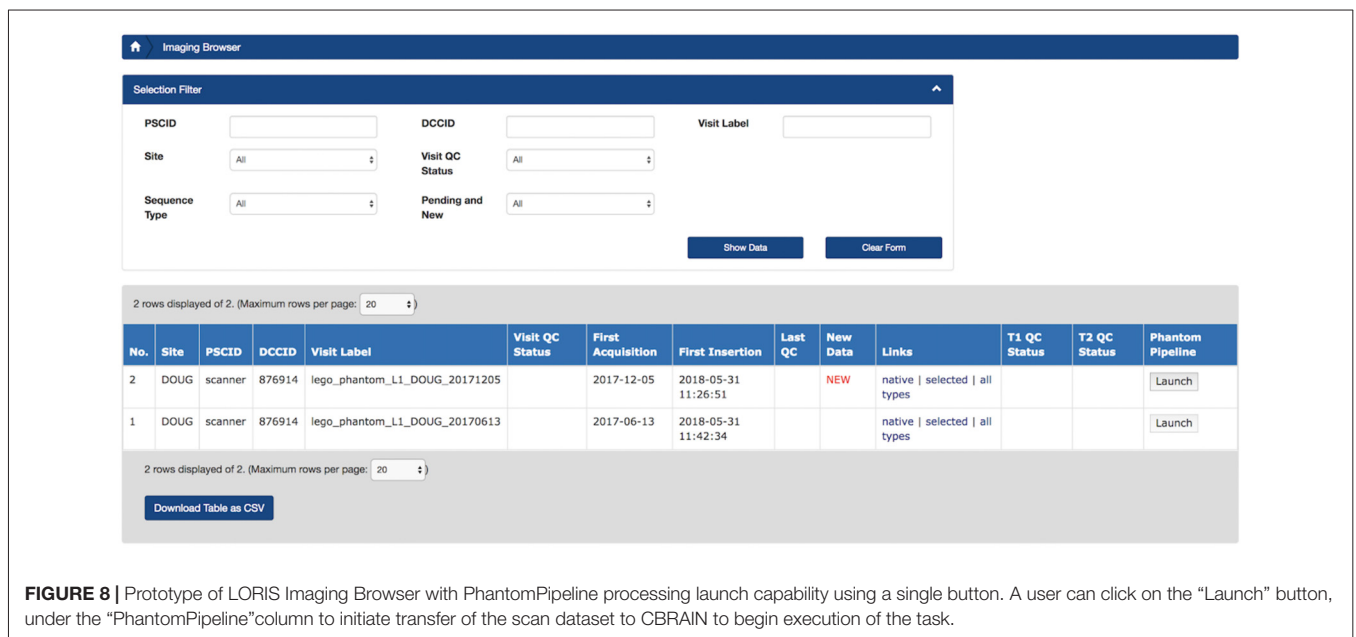 Imaging Browser
Selection Filter
PSCID
DCCID
Visit Label
Site All
Visit QC Status All
Sequence Type All
Pending and New All
Show Data
Clear Form
2 rows displayed of 2. (Maximum rows per page: 20 )
No. Site PSCID DCCID Visit Label Visit QC Status First Acquisition First Insertion Last QC New Data Links T1 QC Status T2 QC Status Phantom Pipeline
2 DOUG scanner 876914 lego_phantom_L1_DOUG_20171205 2017-12-05 2018-05-31 11:26:51 NEW native | selected | all types Launch
1 DOUG scanner 876914 lego_phantom_L1_DOUG_20170613 2017-06-13 2018-05-31 11:42:34 native | selected | all types Launch
2 rows displayed of 2. (Maximum rows per page: 20 )
Download Table as CSV
FIGURE 8 | Prototype of LORIS Imaging Browser with PhantomPipeline processing launch capability using a single button. A user can click on the “Launch” button,
under the “PhantomPipeline”column to initiate transfer of the scan dataset to CBRAIN to begin execution of the task.